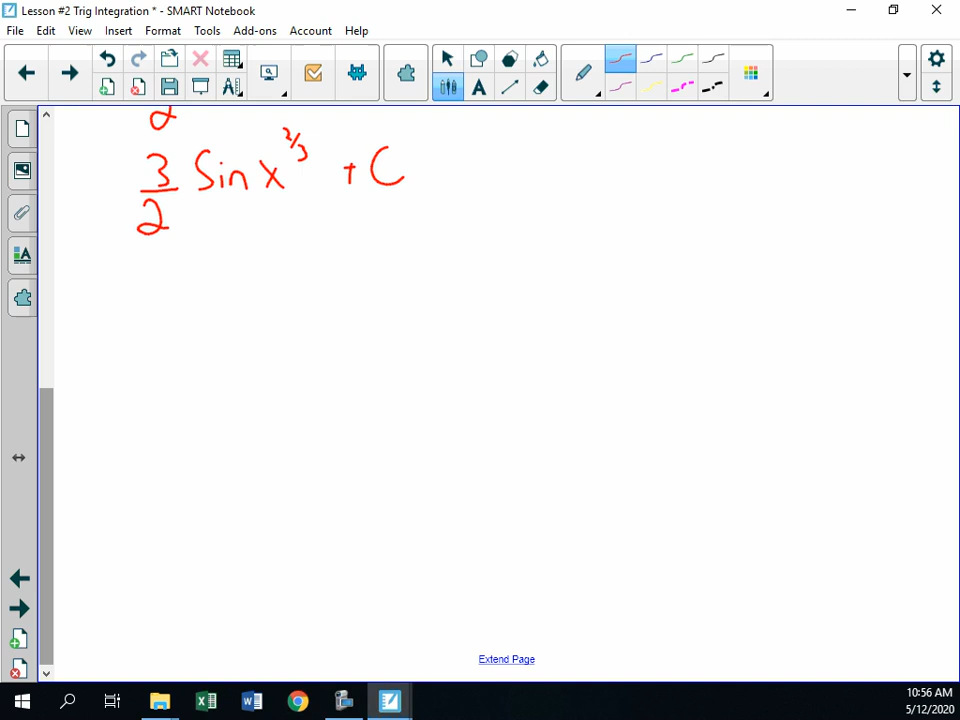 Lesson #2 Trig Integration * - SMART Notebook
File Edit View Insert Format Tools Add-ons Account Help
3/2 Sin x^2/3 + C
Extend Page
10:56 AM
5/12/2020